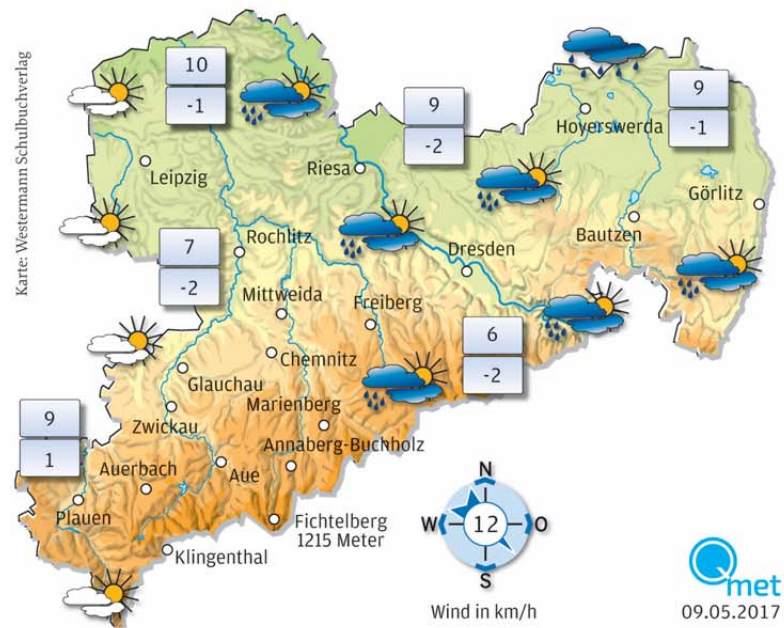 Karte: Westermann Schulbuchverlag
10
-1
9
-2
9
-1
Hoyerswerda
Leipzig
Riesa
Görlitz
Bautzen
Rochlitz
7
-2
Dresden
Mittweida
Freiberg
6
-2
Chemnitz
Glauchau
Marienberg
9
1
Zwickau
Annaberg-Buchholz
Auerbach
Aue
Plauen
Fichtelberg
1215 Meter
Klingenthal
N
W
12
O
S
Wind in km/h
Qmet
09.05.2017